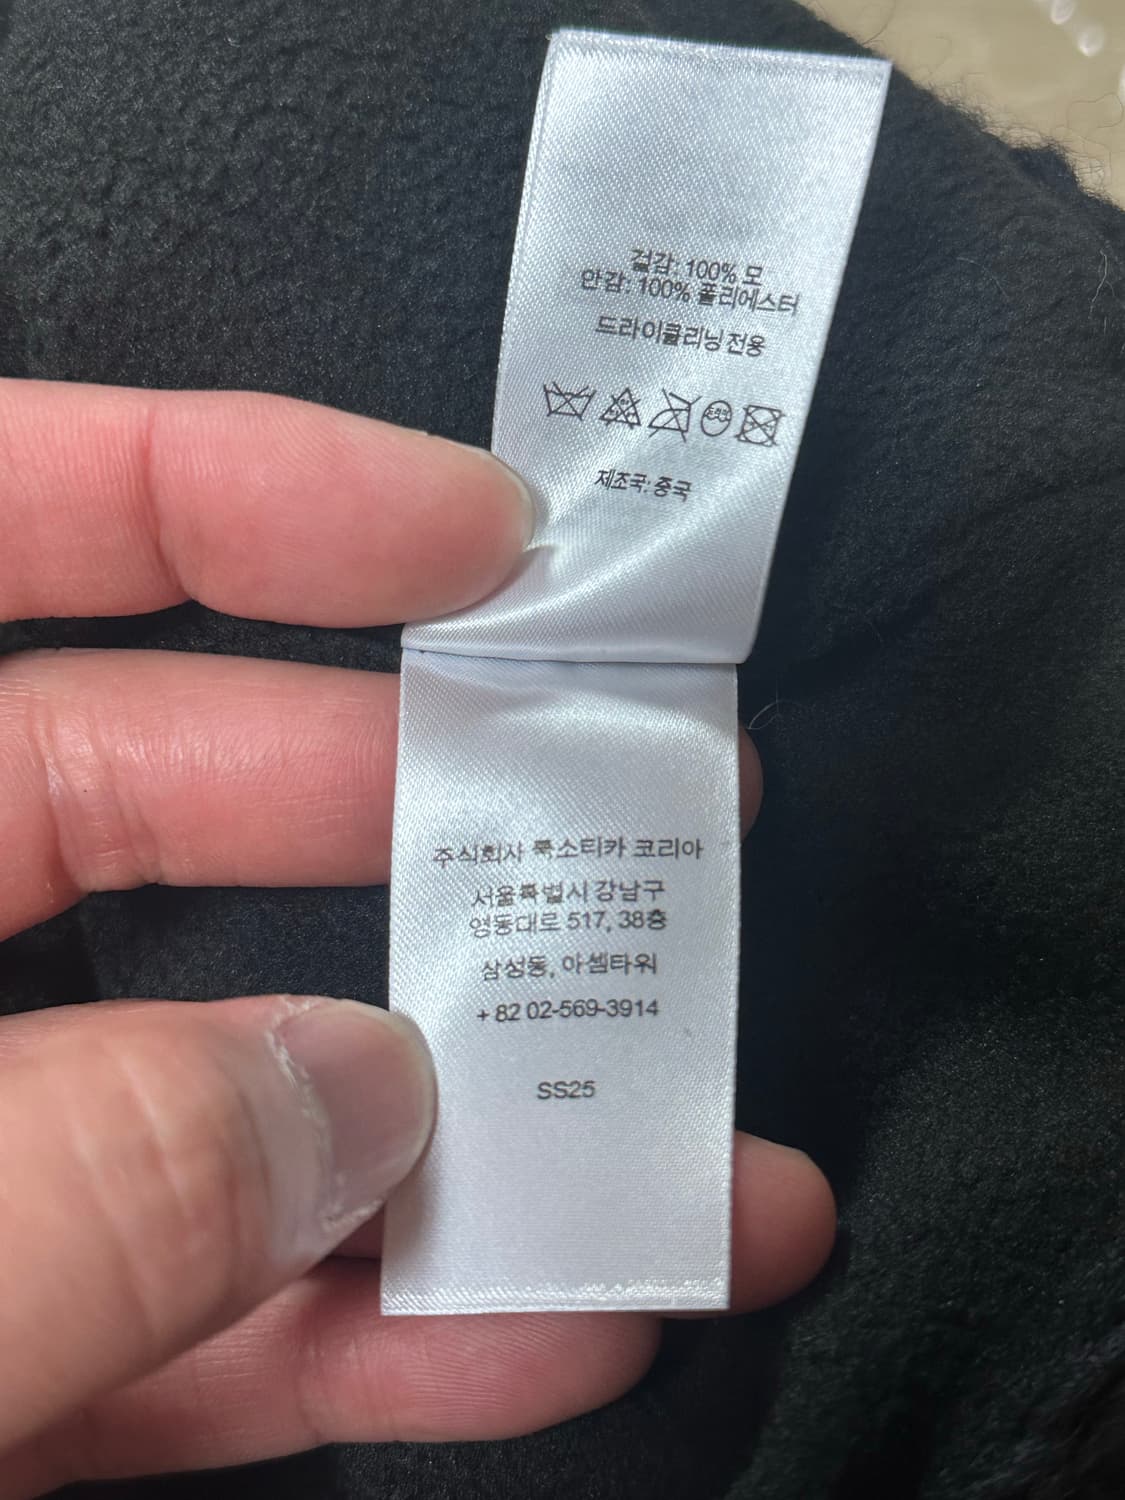 겉감: 100% 모
안감: 100% 폴리에스터
드라이클리닝전용
제조국: 중국
주식회사 룩소티카 코리아
서울특별시 강남구
영동대로 517, 38층
삼성동, 아셈타워
+ 82 02-569-3914
SS25